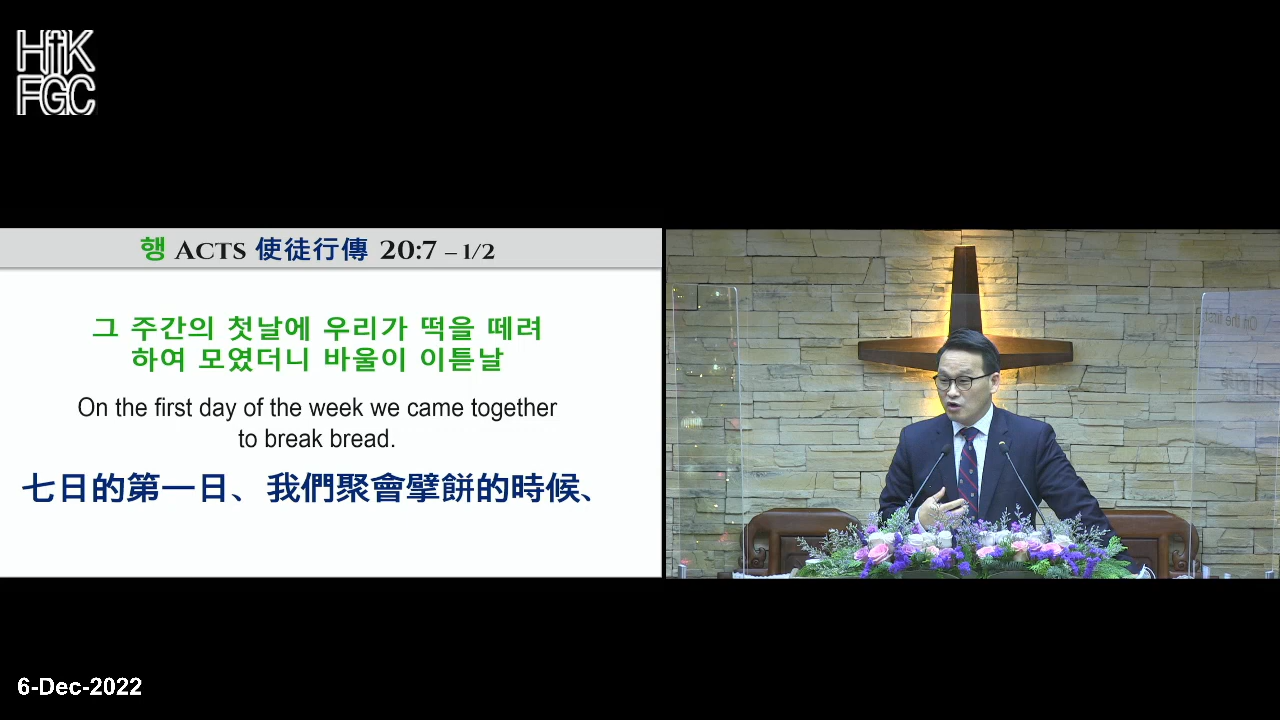 HfK
FGC
행 ACTS 使徒行傳 20:7 – 1/2
그 주간의 첫날에 우리가 떡을 떼려
하여 모였더니 바울이 이튿날
On the first day of the week we came together
to break bread.
七日的第一日、我們聚會擘餅的時候、
On the first
6-Dec-2022